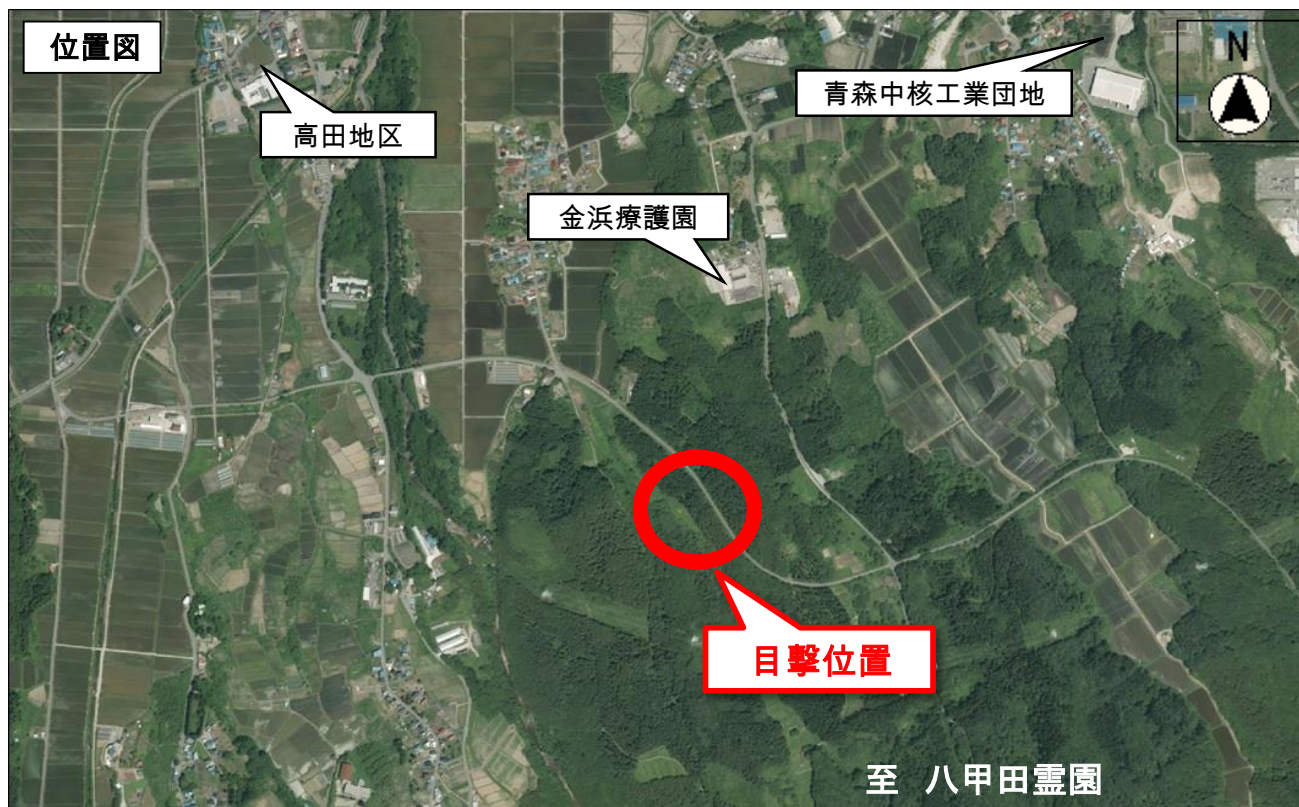 位置図
N
青森中核工業団地
高田地区
金浜療護園
目撃位置
至 八甲田霊園